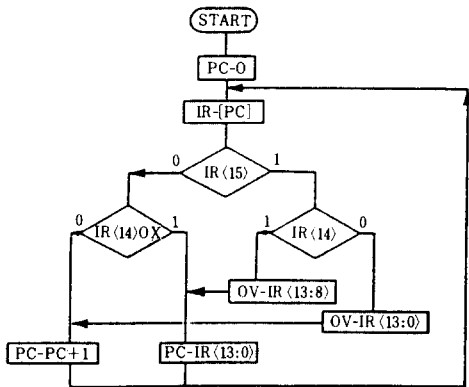 START
PC-O
IR-[PC]
0 IR⟨15⟩ 1
0 IR⟨14⟩OX 1
1 IR⟨14⟩ 0
OV-IR⟨13:8⟩
OV-IR⟨13:0⟩
PC-PC+1
PC-IR⟨13:0⟩